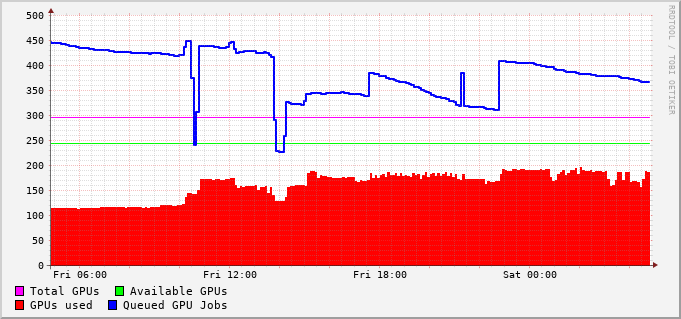 500
450
400
350
300
250
200
150
100
50
0
Fri 06:00 Fri 12:00 Fri 18:00 Sat 00:00
Total GPUs Available GPUs
GPUs used Queued GPU Jobs
RRDTOOL / TOBI OETIKER